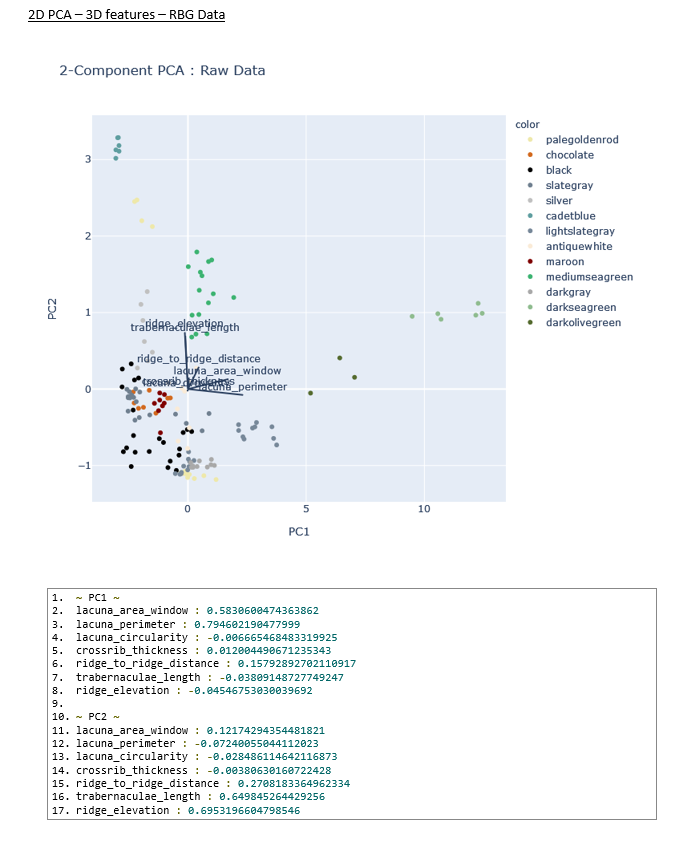 2D PCA – 3D features – RBG Data
2-Component PCA : Raw Data
color
palegoldenrod
chocolate
black
slategray
silver
cadetblue
lightslategray
antiquewhite
maroon
mediumseagreen
darkgray
darkseagreen
darkolivegreen
3
2
1
0
−1
PC2
ridge_elevation
trabernaculae_length
ridge_to_ridge_distance
lacuna_area_window
crossrib_thickness
lacuna_perimeter
0
5
10
PC1
1. ~ PC1 ~
2. lacuna_area_window : 0.5830600474363862
3. lacuna_perimeter : 0.794602190477999
4. lacuna_circularity : -0.006665468483319925
5. crossrib_thickness : 0.012004490671235343
6. ridge_to_ridge_distance : 0.15792892702110917
7. trabernaculae_length : -0.03809148727749247
8. ridge_elevation : -0.04546753030039692
9.
10. ~ PC2 ~
11. lacuna_area_window : 0.12174294354481821
12. lacuna_perimeter : -0.07240055044112023
13. lacuna_circularity : -0.028486114642116873
14. crossrib_thickness : -0.00380630160722428
15. ridge_to_ridge_distance : 0.2708183364962334
16. trabernaculae_length : 0.649845264429256
17. ridge_elevation : 0.6953196604798546